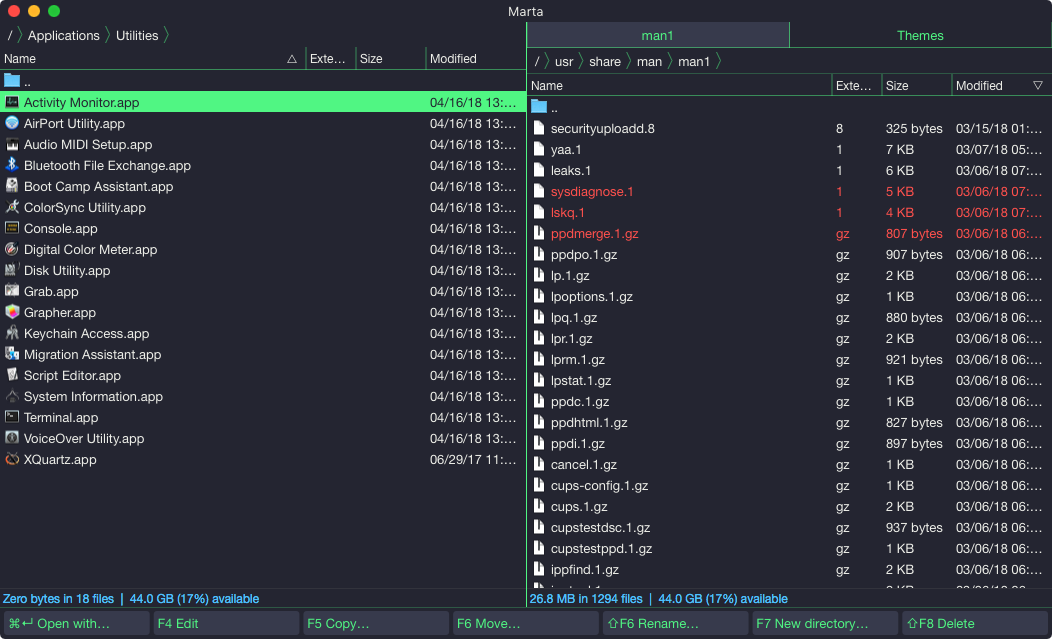 Marta
/ 〉 Applications 〉 Utilities 〉
Name △ Exte… Size Modified
..
Activity Monitor.app 04/16/18 13:…
AirPort Utility.app 04/16/18 13:…
Audio MIDI Setup.app 04/16/18 13:…
Bluetooth File Exchange.app 04/16/18 13:…
Boot Camp Assistant.app 04/16/18 13:…
ColorSync Utility.app 04/16/18 13:…
Console.app 04/16/18 13:…
Digital Color Meter.app 04/16/18 13:…
Disk Utility.app 04/16/18 13:…
Grab.app 04/16/18 13:…
Grapher.app 04/16/18 13:…
Keychain Access.app 04/16/18 13:…
Migration Assistant.app 04/16/18 13:…
Script Editor.app 04/16/18 13:…
System Information.app 04/16/18 13:…
Terminal.app 04/16/18 13:…
VoiceOver Utility.app 04/16/18 13:…
XQuartz.app 06/29/17 11:…
Zero bytes in 18 files | 44.0 GB (17%) available
man1 Themes
/ 〉 usr 〉 share 〉 man 〉 man1 〉
Name Exte… Size Modified ▽
..
securityuploadd.8 8 325 bytes 03/15/18 01:…
yaa.1 1 7 KB 03/07/18 05:…
leaks.1 1 6 KB 03/06/18 07:…
sysdiagnose.1 1 5 KB 03/06/18 07:…
lskq.1 1 4 KB 03/06/18 07:…
ppdmerge.1.gz gz 807 bytes 03/06/18 06:…
ppdpo.1.gz gz 907 bytes 03/06/18 06:…
lp.1.gz gz 2 KB 03/06/18 06:…
lpoptions.1.gz gz 1 KB 03/06/18 06:…
lpq.1.gz gz 880 bytes 03/06/18 06:…
lpr.1.gz gz 2 KB 03/06/18 06:…
lprm.1.gz gz 921 bytes 03/06/18 06:…
lpstat.1.gz gz 1 KB 03/06/18 06:…
ppdc.1.gz gz 1 KB 03/06/18 06:…
ppdhtml.1.gz gz 827 bytes 03/06/18 06:…
ppdi.1.gz gz 897 bytes 03/06/18 06:…
cancel.1.gz gz 1 KB 03/06/18 06:…
cups-config.1.gz gz 1 KB 03/06/18 06:…
cups.1.gz gz 2 KB 03/06/18 06:…
cupstestdsc.1.gz gz 937 bytes 03/06/18 06:…
cupstestppd.1.gz gz 1 KB 03/06/18 06:…
ippfind.1.gz gz 2 KB 03/06/18 06:…
26.8 MB in 1294 files | 44.0 GB (17%) available
⌘↩ Open with… F4 Edit F5 Copy… F6 Move… ⇧F6 Rename… F7 New directory… ⇧F8 Delete